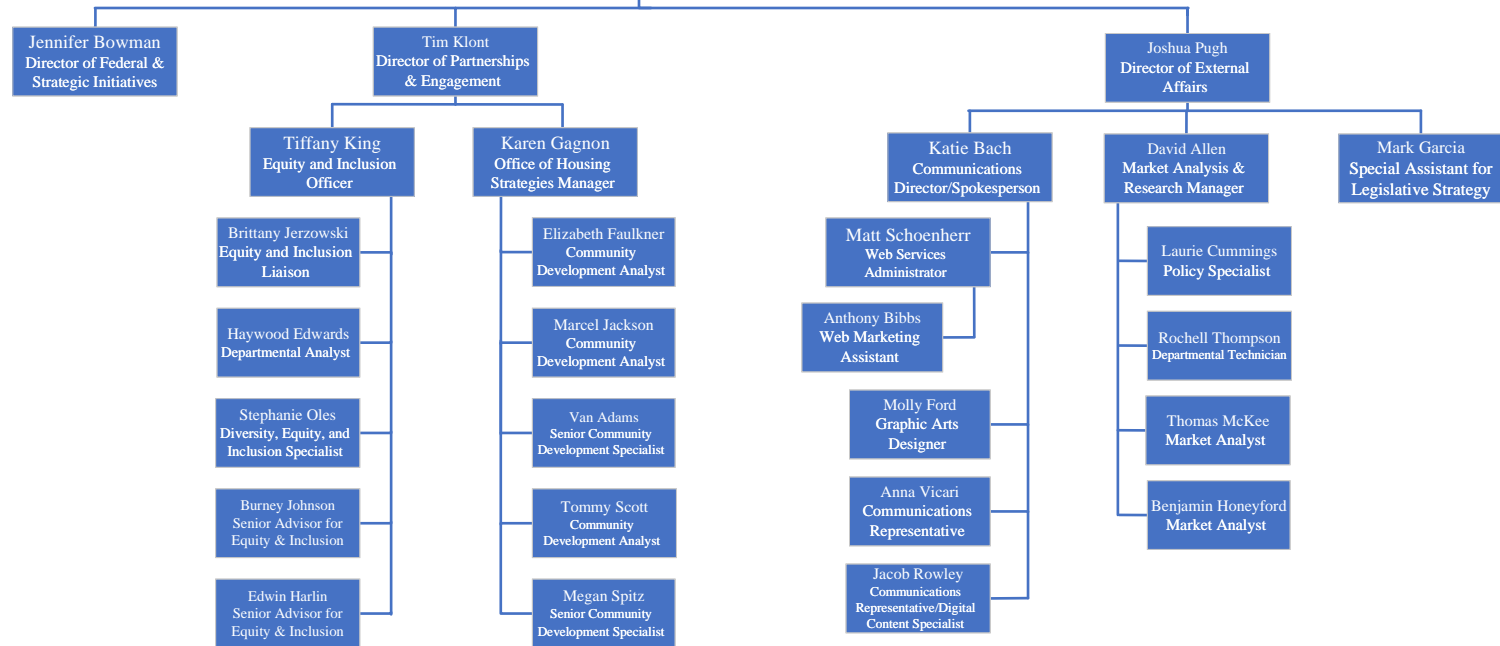 Jennifer Bowman
Director of Federal &
Strategic Initiatives
Tim Klont
Director of Partnerships
& Engagement
Joshua Pugh
Director of External
Affairs
Tiffany King
Equity and Inclusion
Officer
Karen Gagnon
Office of Housing
Strategies Manager
Katie Bach
Communications
Director/Spokesperson
David Allen
Market Analysis &
Research Manager
Mark Garcia
Special Assistant for
Legislative Strategy
Brittany Jerzowski
Equity and Inclusion
Liaison
Haywood Edwards
Departmental Analyst
Stephanie Oles
Diversity, Equity, and
Inclusion Specialist
Burney Johnson
Senior Advisor for
Equity & Inclusion
Edwin Harlin
Senior Advisor for
Equity & Inclusion
Elizabeth Faulkner
Community
Development Analyst
Marcel Jackson
Community
Development Analyst
Van Adams
Senior Community
Development Specialist
Tommy Scott
Community
Development Analyst
Megan Spitz
Senior Community
Development Specialist
Matt Schoenherr
Web Services
Administrator
Anthony Bibbs
Web Marketing
Assistant
Molly Ford
Graphic Arts
Designer
Anna Vicari
Communications
Representative
Jacob Rowley
Communications
Representative/Digital
Content Specialist
Laurie Cummings
Policy Specialist
Rochell Thompson
Departmental Technician
Thomas McKee
Market Analyst
Benjamin Honeyford
Market Analyst